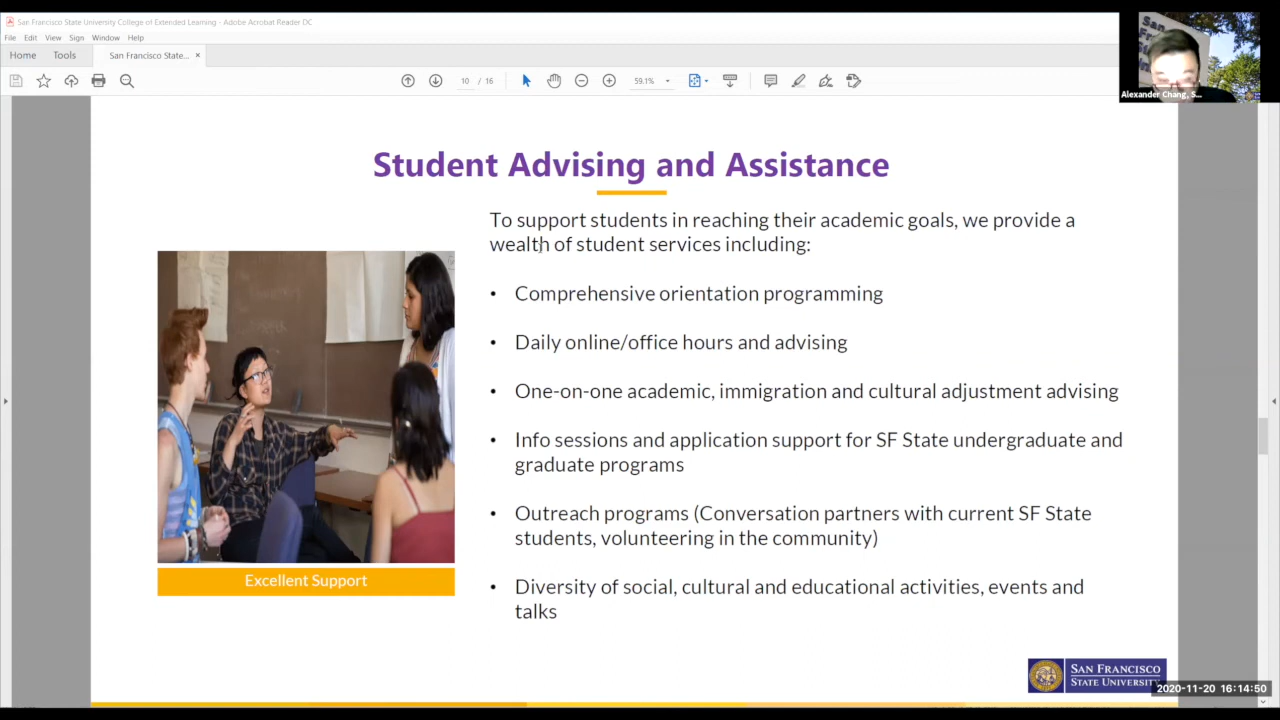 San Francisco State University College of Extended Learning - Adobe Acrobat Reader DC
File Edit View Sign Window Help
Home Tools San Francisco State... ×
10 / 16 59.1%
Alexander Chang, S...
Student Advising and Assistance
To support students in reaching their academic goals, we provide a
wealth of student services including:
• Comprehensive orientation programming
• Daily online/office hours and advising
• One-on-one academic, immigration and cultural adjustment advising
• Info sessions and application support for SF State undergraduate and
graduate programs
• Outreach programs (Conversation partners with current SF State
students, volunteering in the community)
• Diversity of social, cultural and educational activities, events and
talks
Excellent Support
San Francisco
State University
2020-11-20 16:14:50